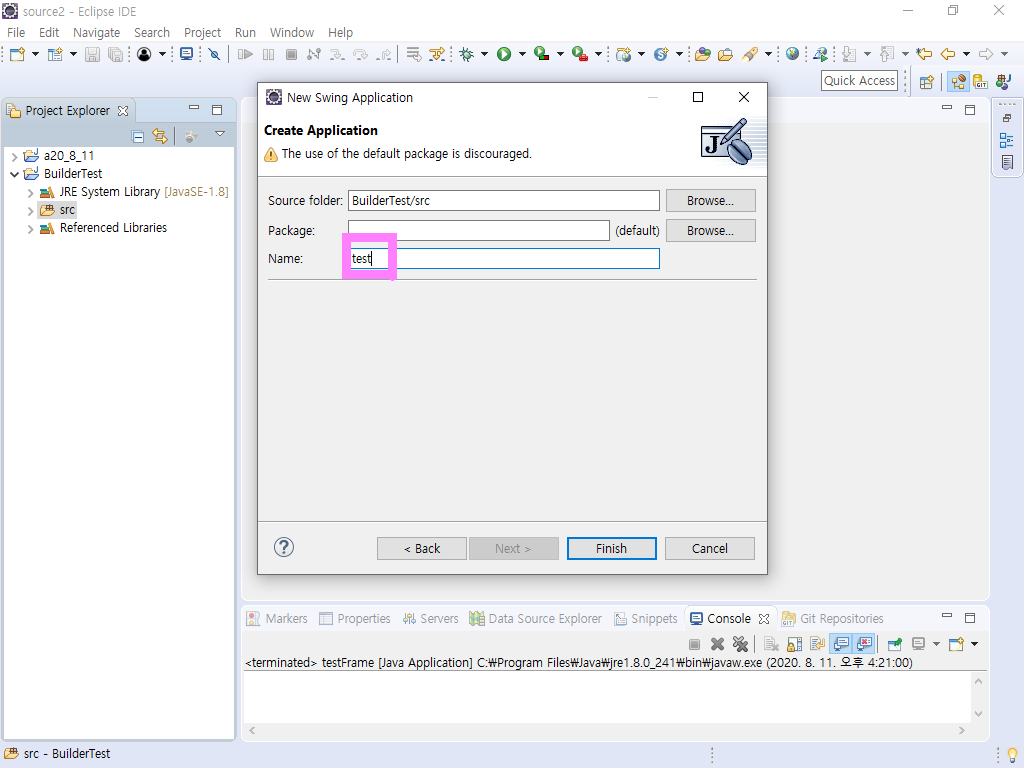 source2 - Eclipse IDE
File Edit Navigate Search Project Run Window Help
Quick Access
Project Explorer
a20_8_11
BuilderTest
JRE System Library [JavaSE-1.8]
src
Referenced Libraries
New Swing Application
Create Application
The use of the default package is discouraged.
Source folder: BuilderTest/src Browse...
Package: (default) Browse...
Name: test
? < Back Next > Finish Cancel
Markers Properties Servers Data Source Explorer Snippets Console Git Repositories
<terminated> testFrame [Java Application] C:₩Program Files₩Java₩jre1.8.0_241₩bin₩javaw.exe (2020. 8. 11. 오후 4:21:00)
src - BuilderTest